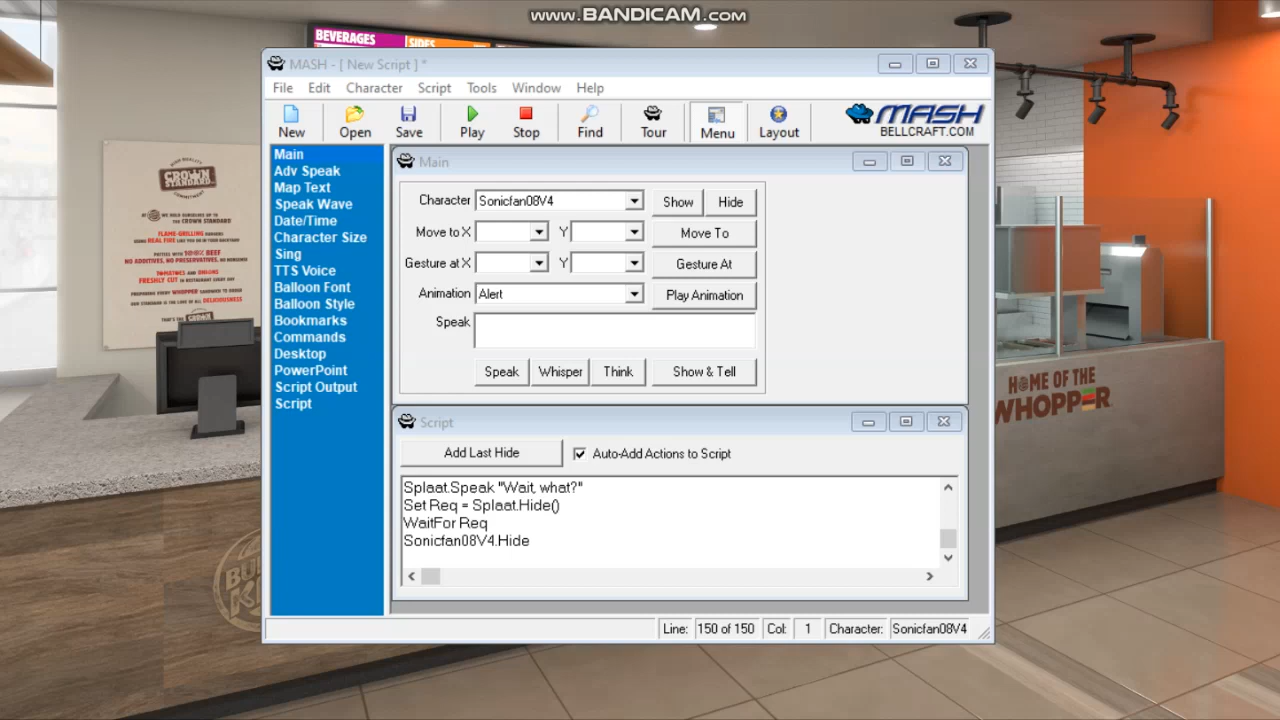 www.BANDICAM.com
BEVERAGES
SIDES
MASH - [ New Script ] *
File Edit Character Script Tools Window Help
New Open Save Play Stop Find Tour Menu Layout
MASH
BELLCRAFT.COM
Main
Adv Speak
Map Text
Speak Wave
Date/Time
Character Size
Sing
TTS Voice
Balloon Font
Balloon Style
Bookmarks
Commands
Desktop
PowerPoint
Script Output
Script
Main
Character Sonicfan08V4 Show Hide
Move to X Y Move To
Gesture at X Y Gesture At
Animation Alert Play Animation
Speak
Speak Whisper Think Show & Tell
Script
Add Last Hide Auto-Add Actions to Script
Splaat.Speak "Wait, what?"
Set Req = Splaat.Hide()
WaitFor Req
Sonicfan08V4.Hide
Line: 150 of 150 Col: 1 Character: Sonicfan08V4
CROWN
STANDARD
FLAME-GRILLING
FRESHLY CUT
HOME OF THE
WHOPPER